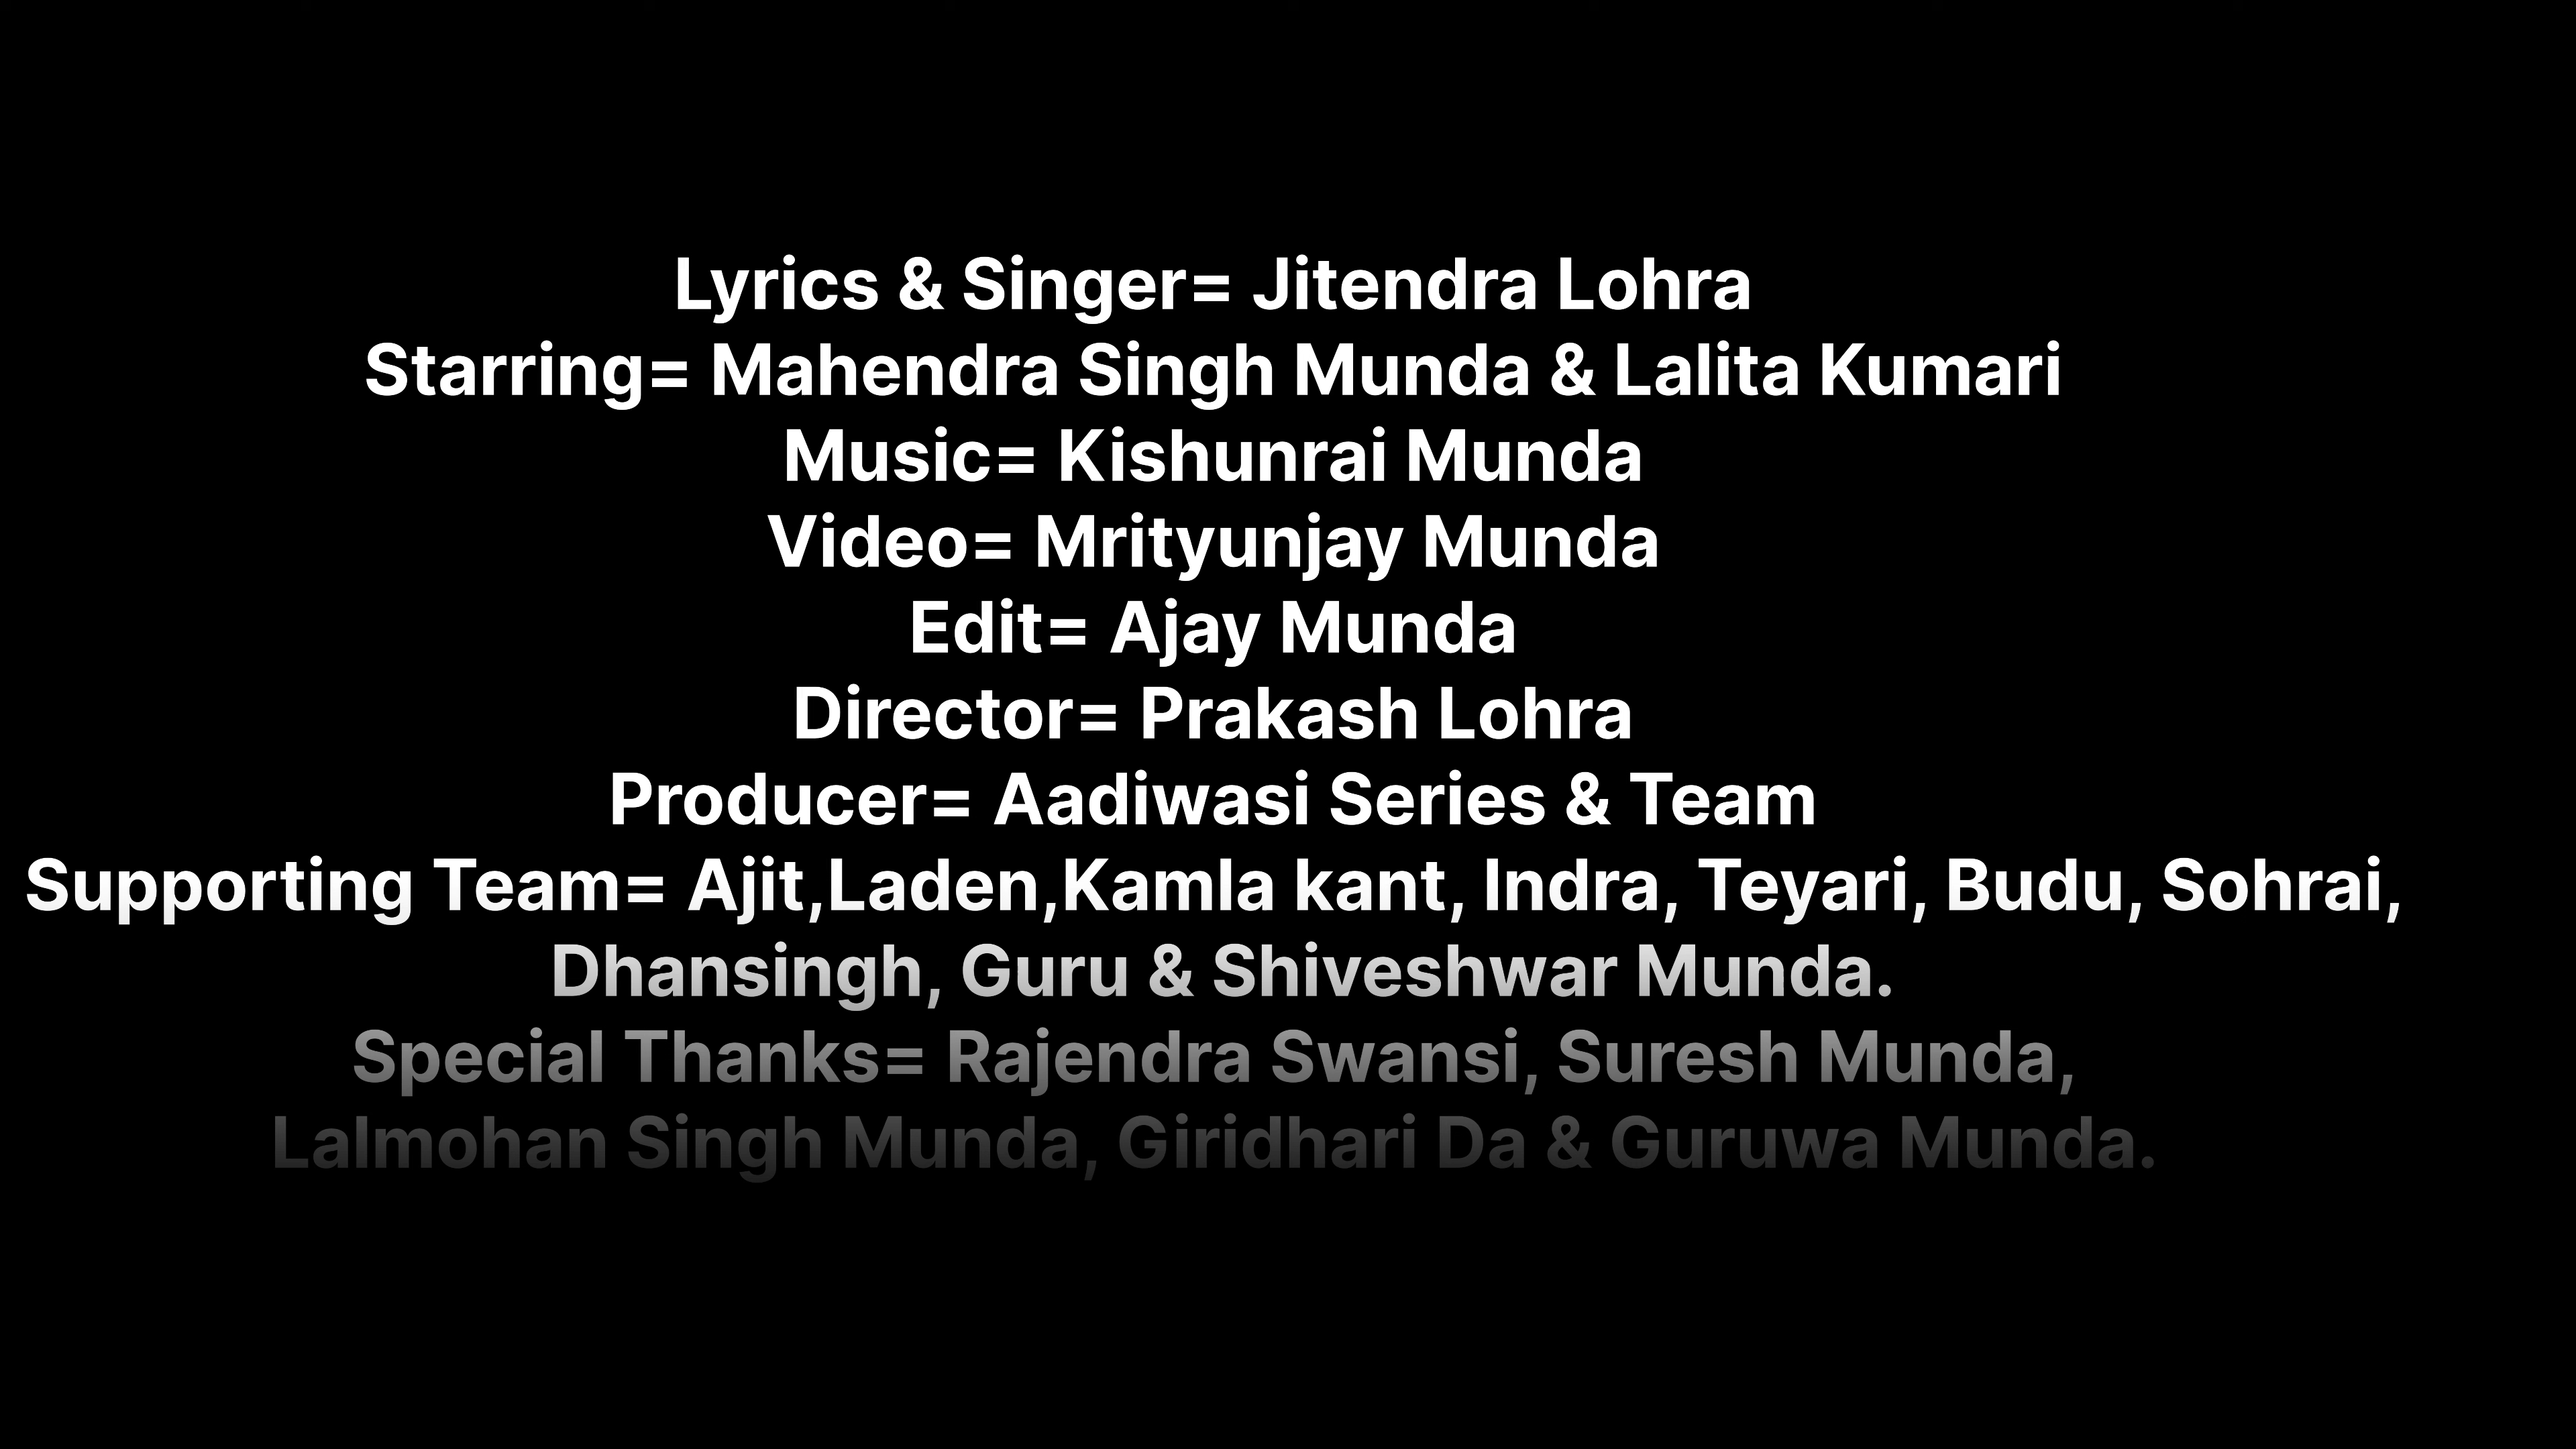 Lyrics & Singer= Jitendra Lohra
Starring= Mahendra Singh Munda & Lalita Kumari
Music= Kishunrai Munda
Video= Mrityunjay Munda
Edit= Ajay Munda
Director= Prakash Lohra
Producer= Aadiwasi Series & Team
Supporting Team= Ajit,Laden,Kamla kant, Indra, Teyari, Budu, Sohrai,
Dhansingh, Guru & Shiveshwar Munda.
Special Thanks= Rajendra Swansi, Suresh Munda,
Lalmohan Singh Munda, Giridhari Da & Guruwa Munda.